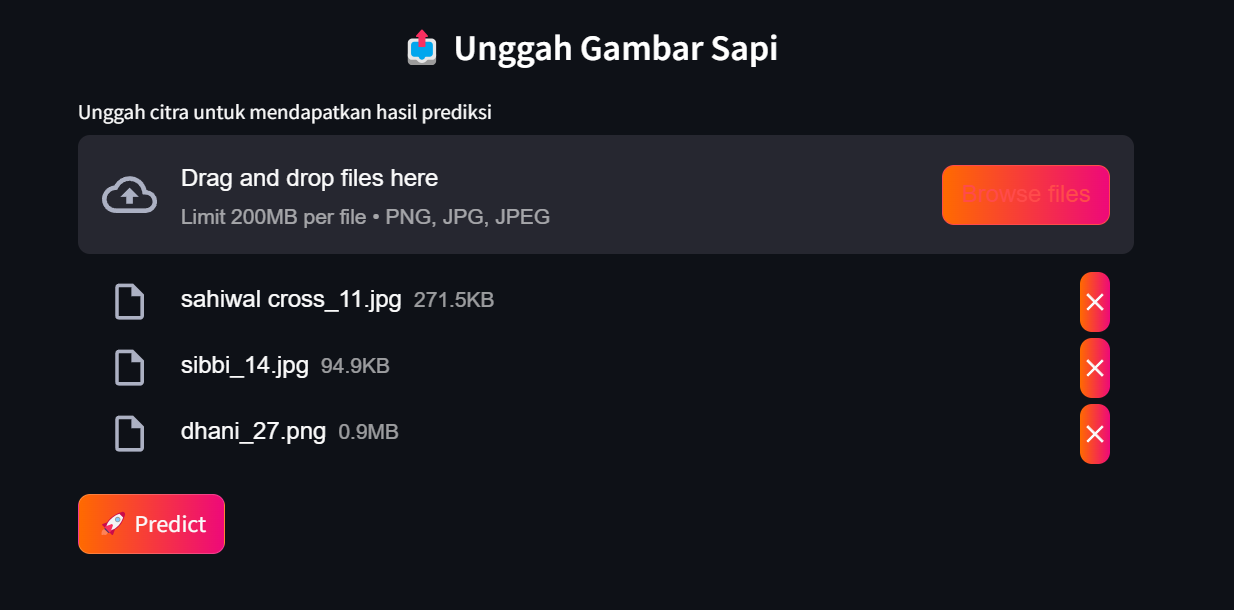 Unggah Gambar Sapi
Unggah citra untuk mendapatkan hasil prediksi
Drag and drop files here
Limit 200MB per file • PNG, JPG, JPEG
Browse files
sahiwal cross_11.jpg 271.5KB
sibbi_14.jpg 94.9KB
dhani_27.png 0.9MB
Predict